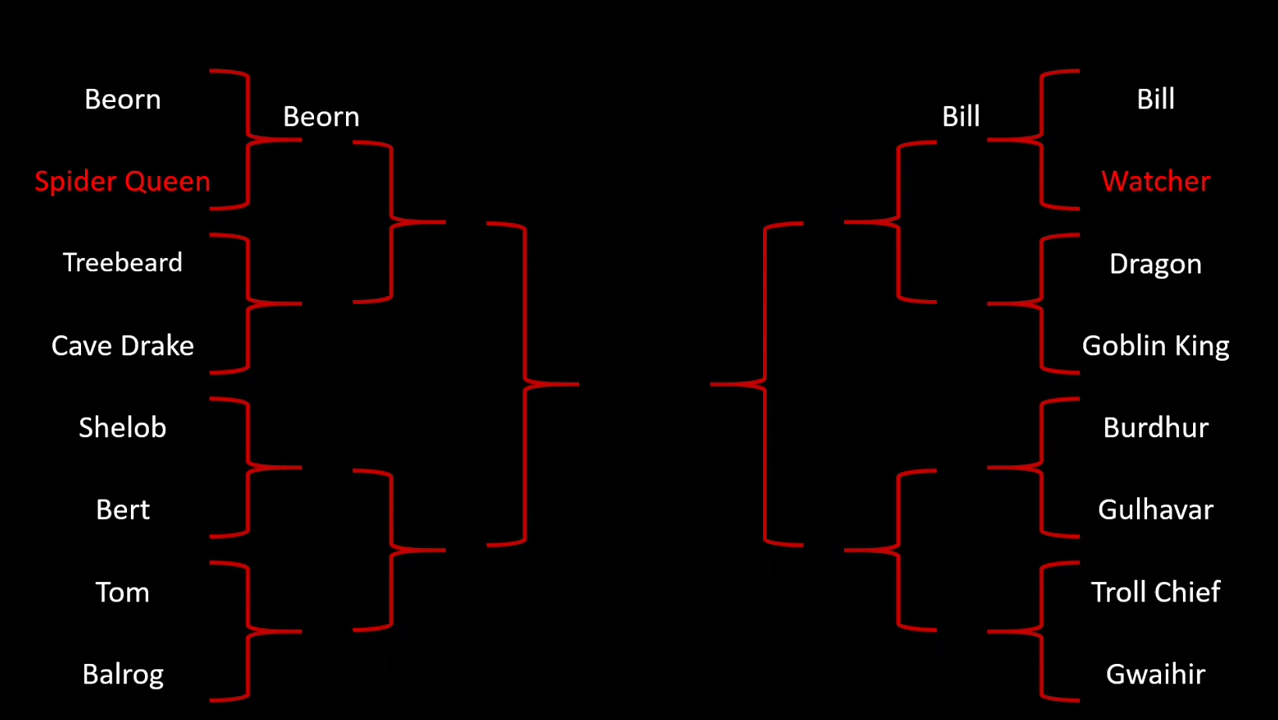 Beorn
Spider Queen
Treebeard
Cave Drake
Shelob
Bert
Tom
Balrog
Beorn
Bill
Bill
Watcher
Dragon
Goblin King
Burdhur
Gulhavar
Troll Chief
Gwaihir